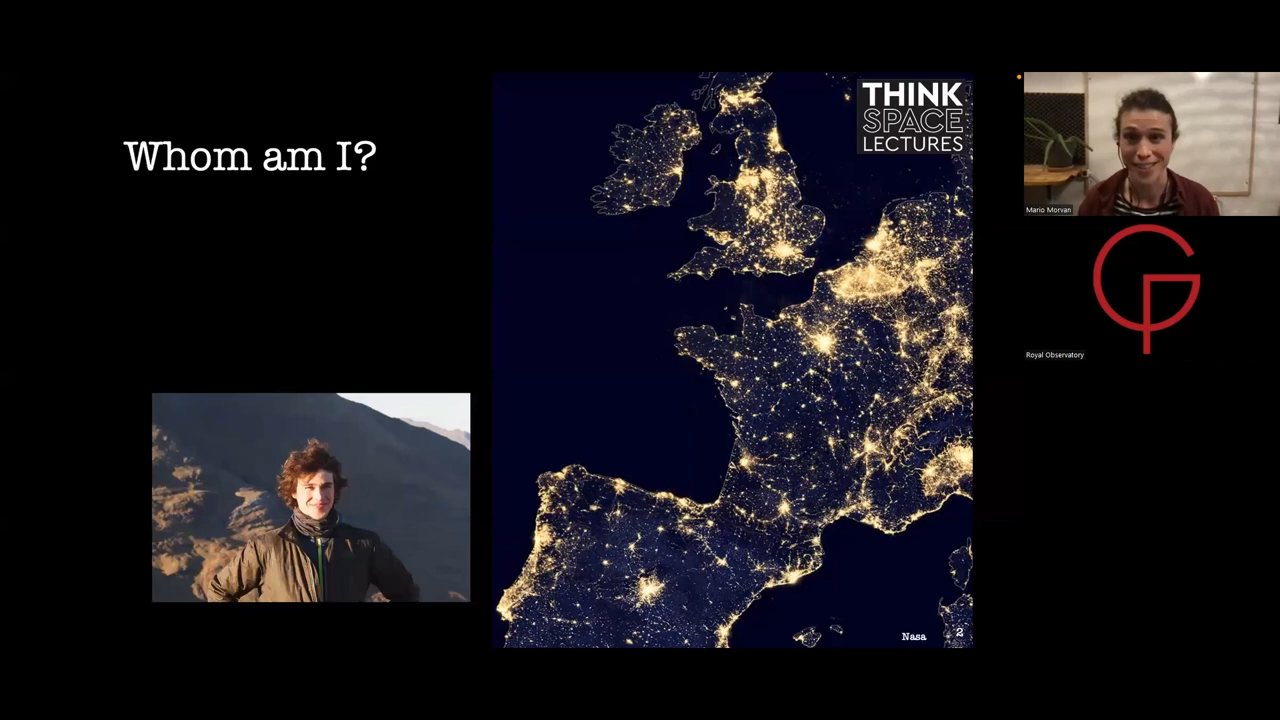 Whom am I?
THINK
SPACE
LECTURES
Mario Morvan
Royal Observatory
Nasa
2